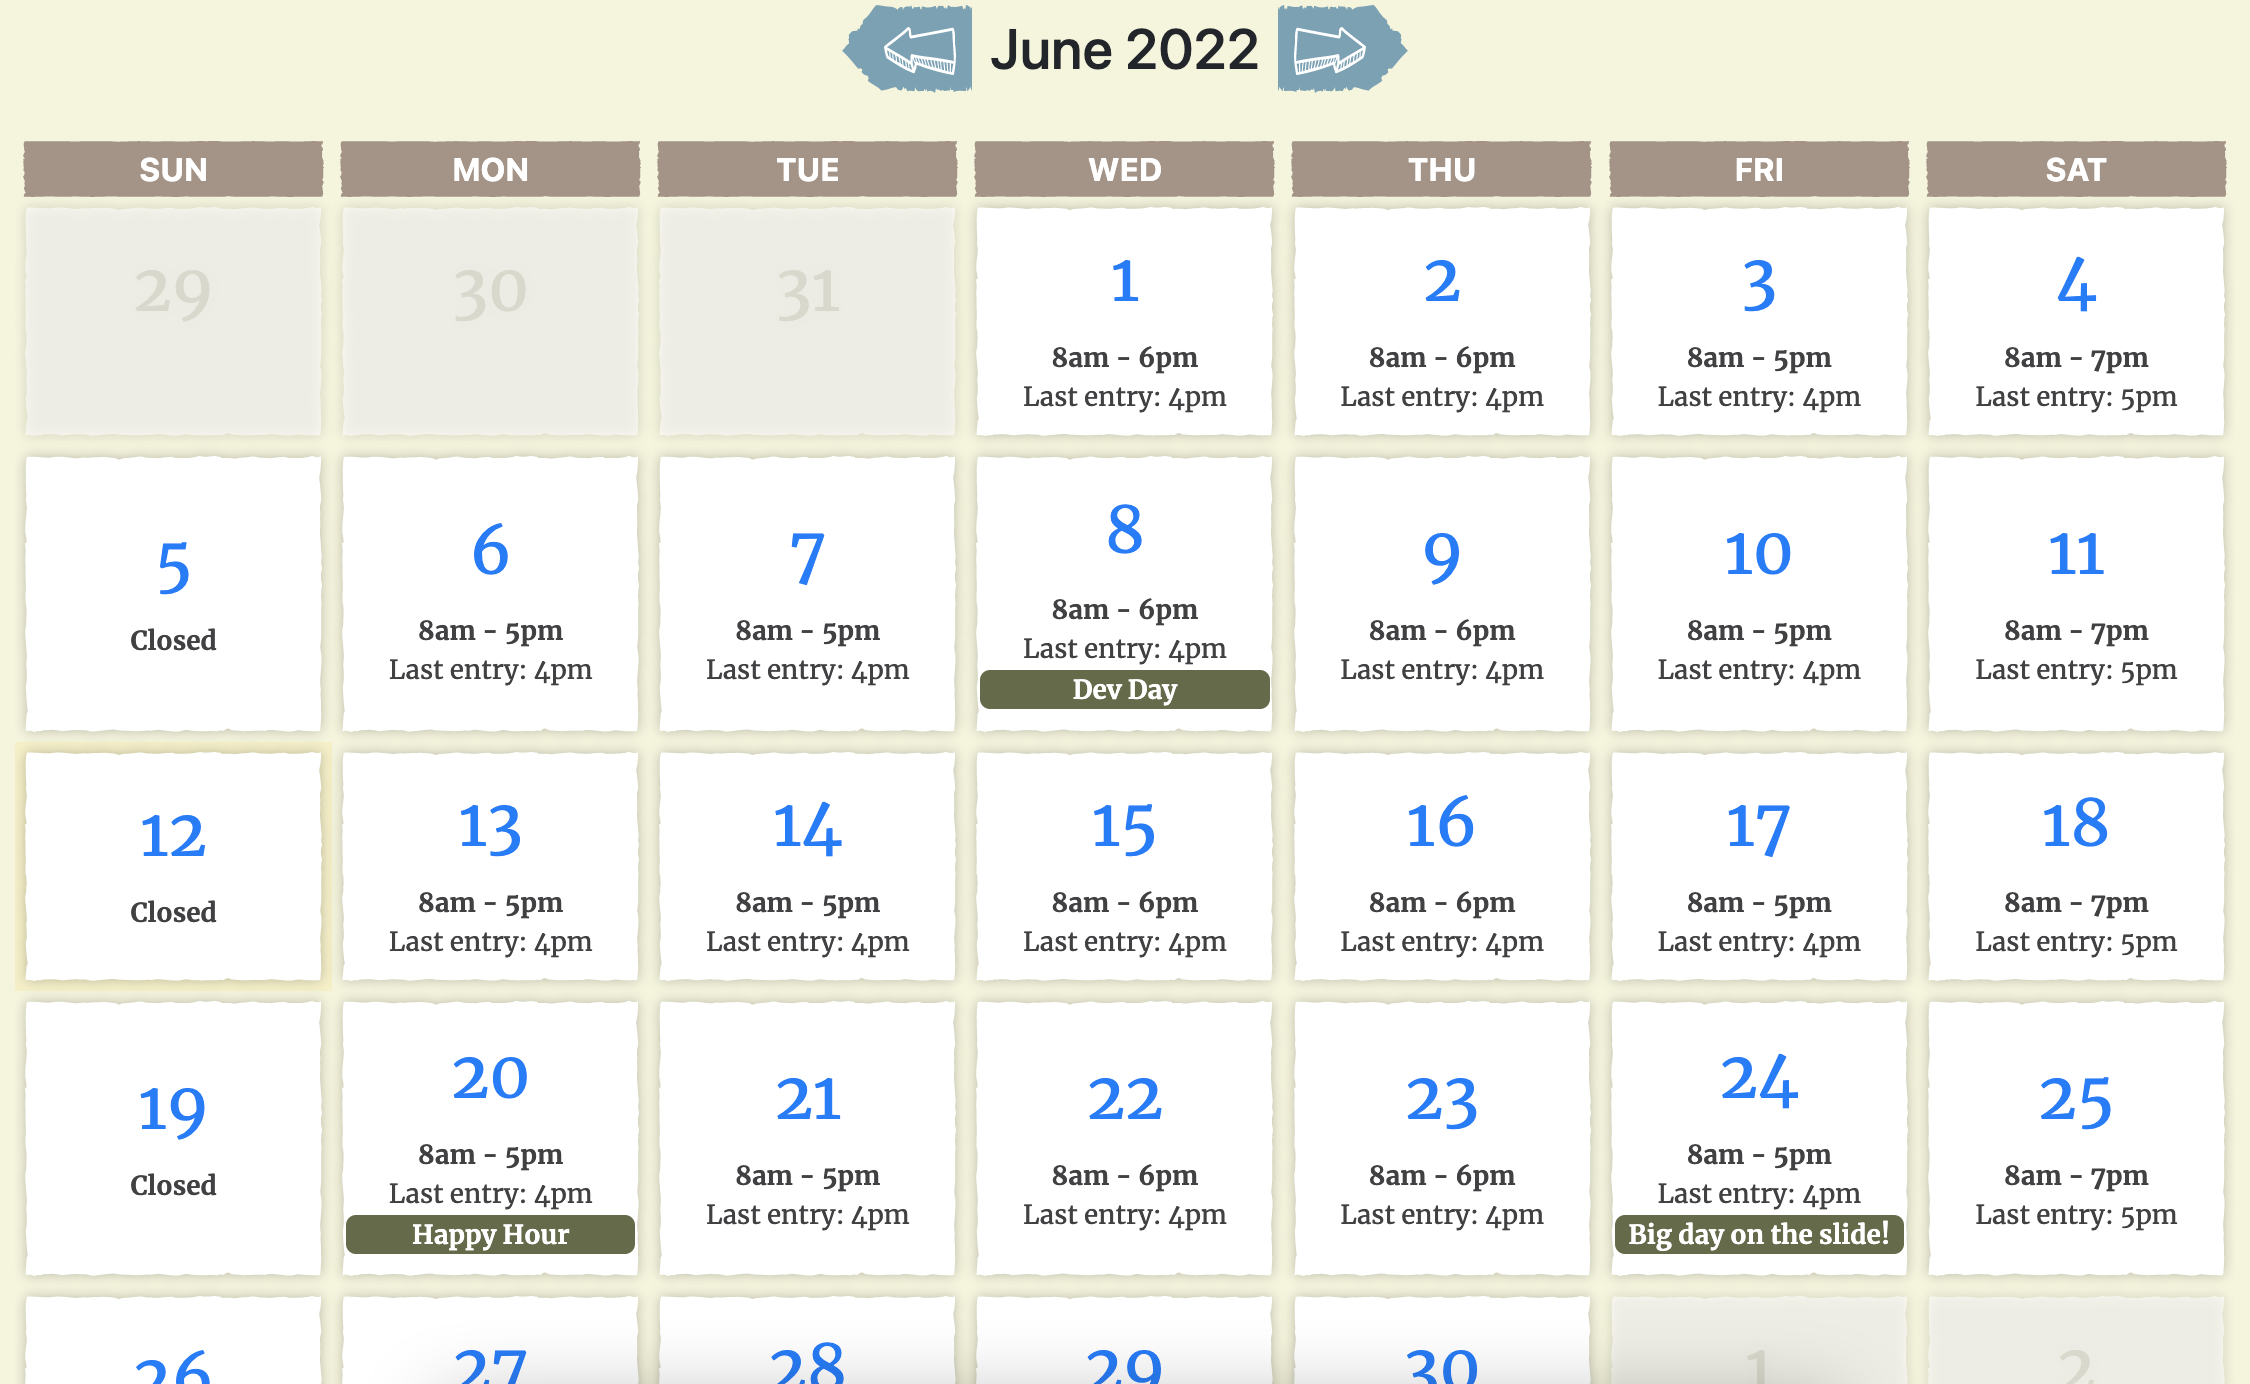 June 2022
SUN MON TUE WED THU FRI SAT
29 30 31 1 2 3 4
8am - 6pm 8am - 6pm 8am - 5pm 8am - 7pm
Last entry: 4pm Last entry: 4pm Last entry: 4pm Last entry: 5pm
5 6 7 8 9 10 11
Closed 8am - 5pm 8am - 5pm 8am - 6pm 8am - 6pm 8am - 5pm 8am - 7pm
Last entry: 4pm Last entry: 4pm Last entry: 4pm Last entry: 4pm Last entry: 4pm Last entry: 5pm
Dev Day
12 13 14 15 16 17 18
Closed 8am - 5pm 8am - 5pm 8am - 6pm 8am - 6pm 8am - 5pm 8am - 7pm
Last entry: 4pm Last entry: 4pm Last entry: 4pm Last entry: 4pm Last entry: 4pm Last entry: 5pm
19 20 21 22 23 24 25
Closed 8am - 5pm 8am - 5pm 8am - 6pm 8am - 6pm 8am - 5pm 8am - 7pm
Last entry: 4pm Last entry: 4pm Last entry: 4pm Last entry: 4pm Last entry: 4pm Last entry: 5pm
Happy Hour Big day on the slide!
26 27 28 29 30 1 2